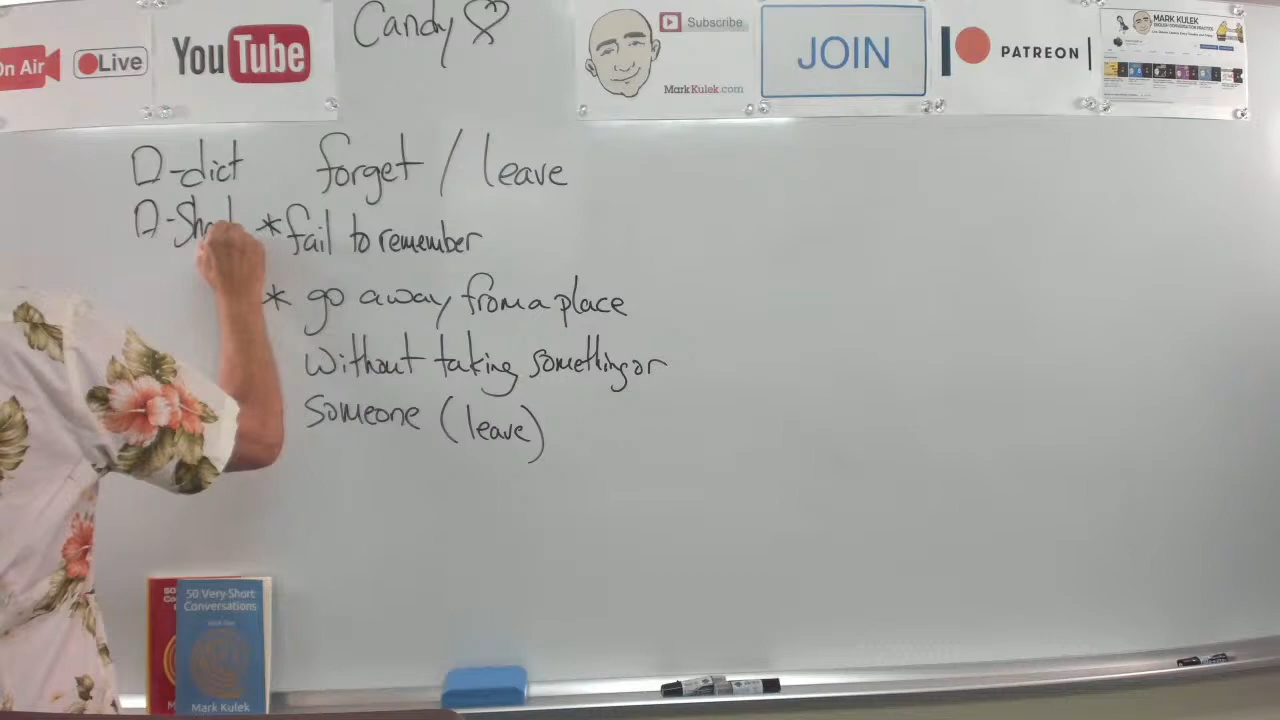 On Air
Live
YouTube
Candy
Subscribe
MarkKulek.com
JOIN
PATREON
MARK KULEK
D-dict forget / leave
* fail to remember
* go away from a place
without taking something or
someone (leave)
50 Very-Short
Conversations
Mark Kulek